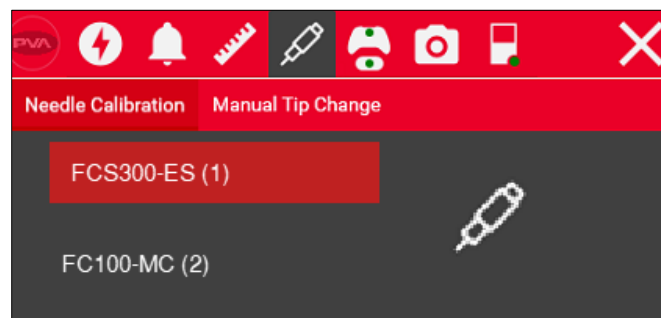 PVA
Needle Calibration Manual Tip Change
FCS300-ES (1)
FC100-MC (2)